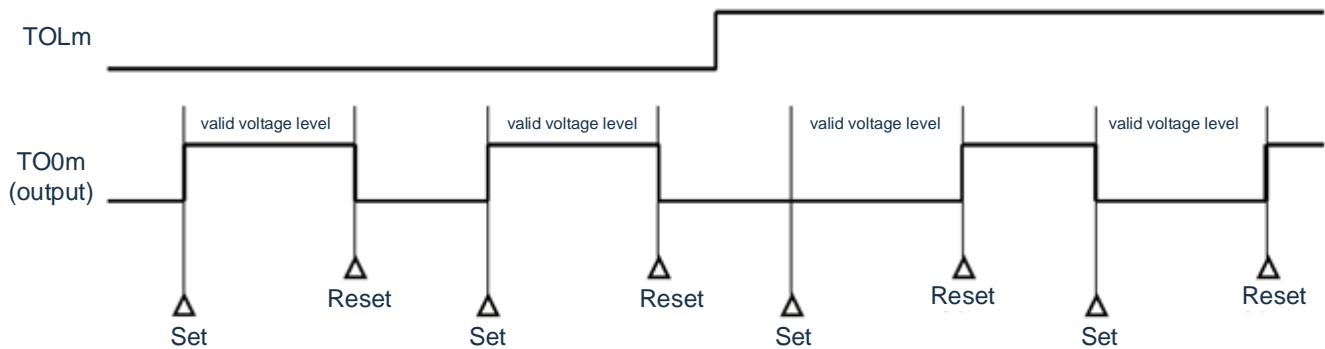 TOLm
valid voltage level
valid voltage level
valid voltage level
valid voltage level
TO0m
(output)
Reset
Reset
Reset
Reset
Set
Set
Set
Set